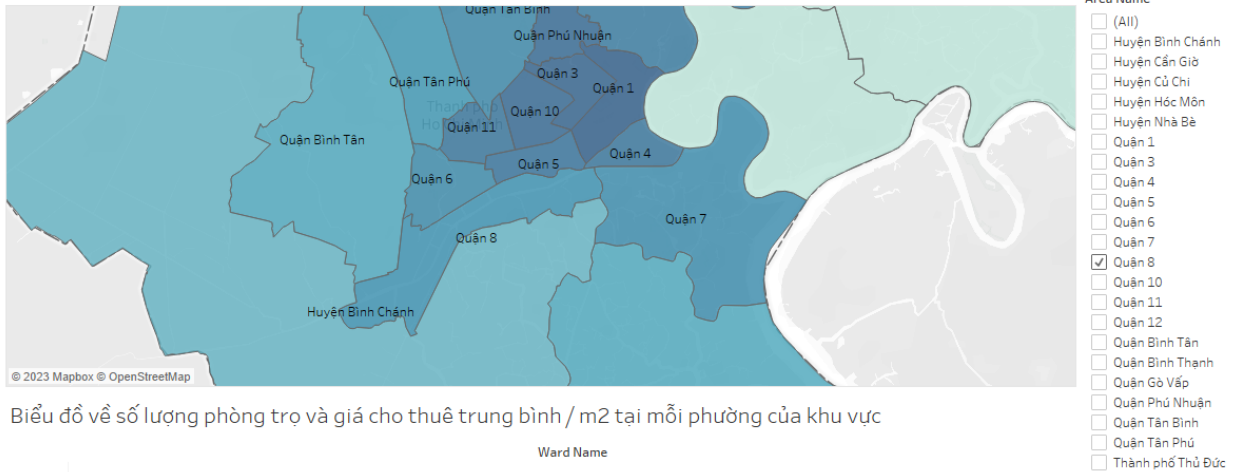 Area Name
(All)
Huyện Bình Chánh
Huyện Cần Giờ
Huyện Củ Chi
Huyện Hóc Môn
Huyện Nhà Bè
Quận 1
Quận 3
Quận 4
Quận 5
Quận 6
Quận 7
Quận 8
Quận 10
Quận 11
Quận 12
Quận Bình Tân
Quận Bình Thạnh
Quận Gò Vấp
Quận Phú Nhuận
Quận Tân Bình
Quận Tân Phú
Thành phố Thủ Đức
Quận Tân Bình
Quận Phú Nhuận
Quận 3
Quận Tân Phú
Quận 1
Thành phố
Quận 10
Quận 11
Quận Bình Tân
Quận 4
Quận 5
Quận 6
Quận 7
Quận 8
Huyện Bình Chánh
© 2023 Mapbox © OpenStreetMap
Biểu đồ về số lượng phòng trọ và giá cho thuê trung bình / m2 tại mỗi phường của khu vực
Ward Name